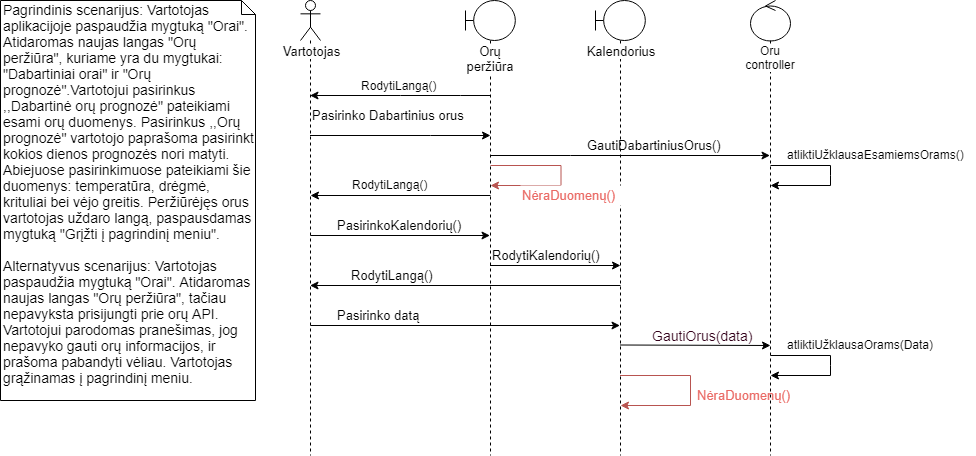 Pagrindinis scenarijus: Vartotojas
aplikacijoje paspaudžia mygtuką "Orai".
Atidaromas naujas langas "Orų
peržiūra", kuriame yra du mygtukai:
"Dabartiniai orai" ir "Orų
prognozė".Vartotojui pasirinkus
,,Dabartinė orų prognozė" pateikiami
esami orų duomenys. Pasirinkus ,,Orų
prognozė" vartotojo paprašoma pasirinkt
kokios dienos prognozės nori matyti.
Abiejuose pasirinkimuose pateikiami šie
duomenys: temperatūra, drėgmė,
krituliai bei vėjo greitis. Peržiūrėjęs orus
vartotojas uždaro langą, paspausdamas
mygtuką "Grįžti į pagrindinį meniu".
Alternatyvus scenarijus: Vartotojas
paspaudžia mygtuką "Orai". Atidaromas
naujas langas "Orų peržiūra", tačiau
nepavyksta prisijungti prie orų API.
Vartotojui parodomas pranešimas, jog
nepavyko gauti orų informacijos, ir
prašoma pabandyti vėliau. Vartotojas
grąžinamas į pagrindinį meniu.
Vartotojas
Orų
peržiūra
Kalendorius
Oru
controller
RodytiLangą()
Pasirinko Dabartinius orus
GautiDabartiniusOrus()
atliktiUžklausaEsamiemsOrams()
RodytiLangą()
NėraDuomenų()
PasirinkoKalendorių()
RodytiKalendorių()
RodytiLangą()
Pasirinko datą
GautiOrus(data)
atliktiUžklausaOrams(Data)
NėraDuomenų()